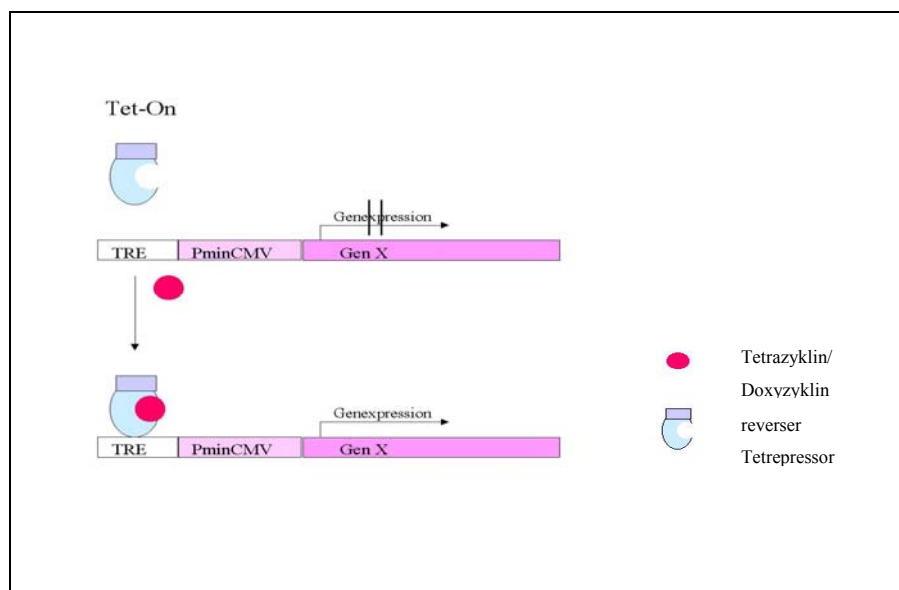 Tet-On
Genexpression
TRE PminCMV Gen X
Genexpression
TRE PminCMV Gen X
Tetrazyklin/
Doxyzyklin
reverser
Tetrepressor